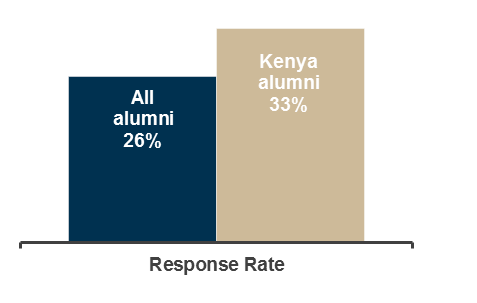 All
alumni
26%
Kenya
alumni
33%
Response Rate